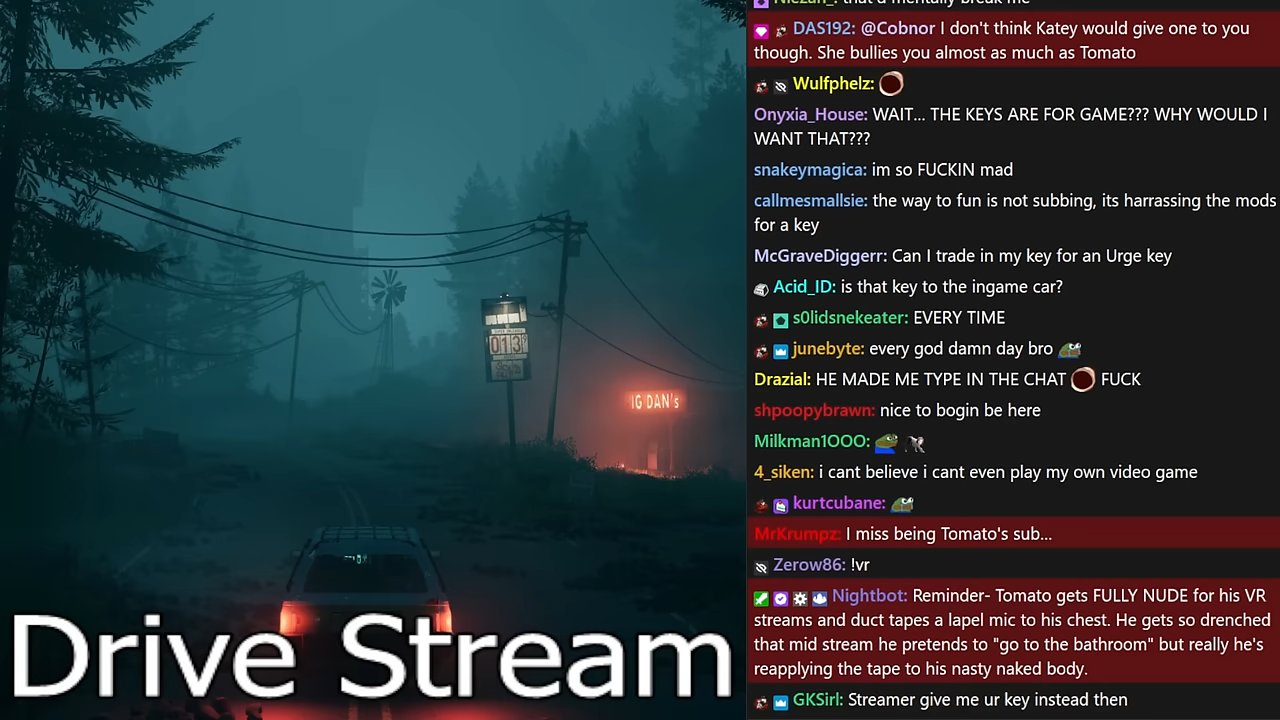 Niezan_: that'd mentally break me
DAS192: @Cobnor I don't think Katey would give one to you
though. She bullies you almost as much as Tomato
Wulfphelz:
Onyxia_House: WAIT... THE KEYS ARE FOR GAME??? WHY WOULD I
WANT THAT???
snakeymagica: im so FUCKIN mad
callmesmallsie: the way to fun is not subbing, its harrassing the mods
for a key
McGraveDiggerr: Can I trade in my key for an Urge key
Acid_ID: is that key to the ingame car?
s0lidsnekeater: EVERY TIME
013
junebyte: every god damn day bro
Drazial: HE MADE ME TYPE IN THE CHAT FUCK
IG DAN's
shpoopybrawn: nice to bogin be here
Milkman1OOO:
4_siken: i cant believe i cant even play my own video game
kurtcubane:
MrKrumpz: I miss being Tomato's sub...
Zerow86: !vr
Nightbot: Reminder- Tomato gets FULLY NUDE for his VR
streams and duct tapes a lapel mic to his chest. He gets so drenched
that mid stream he pretends to "go to the bathroom" but really he's
reapplying the tape to his nasty naked body.
Drive Stream
GKSirl: Streamer give me ur key instead then